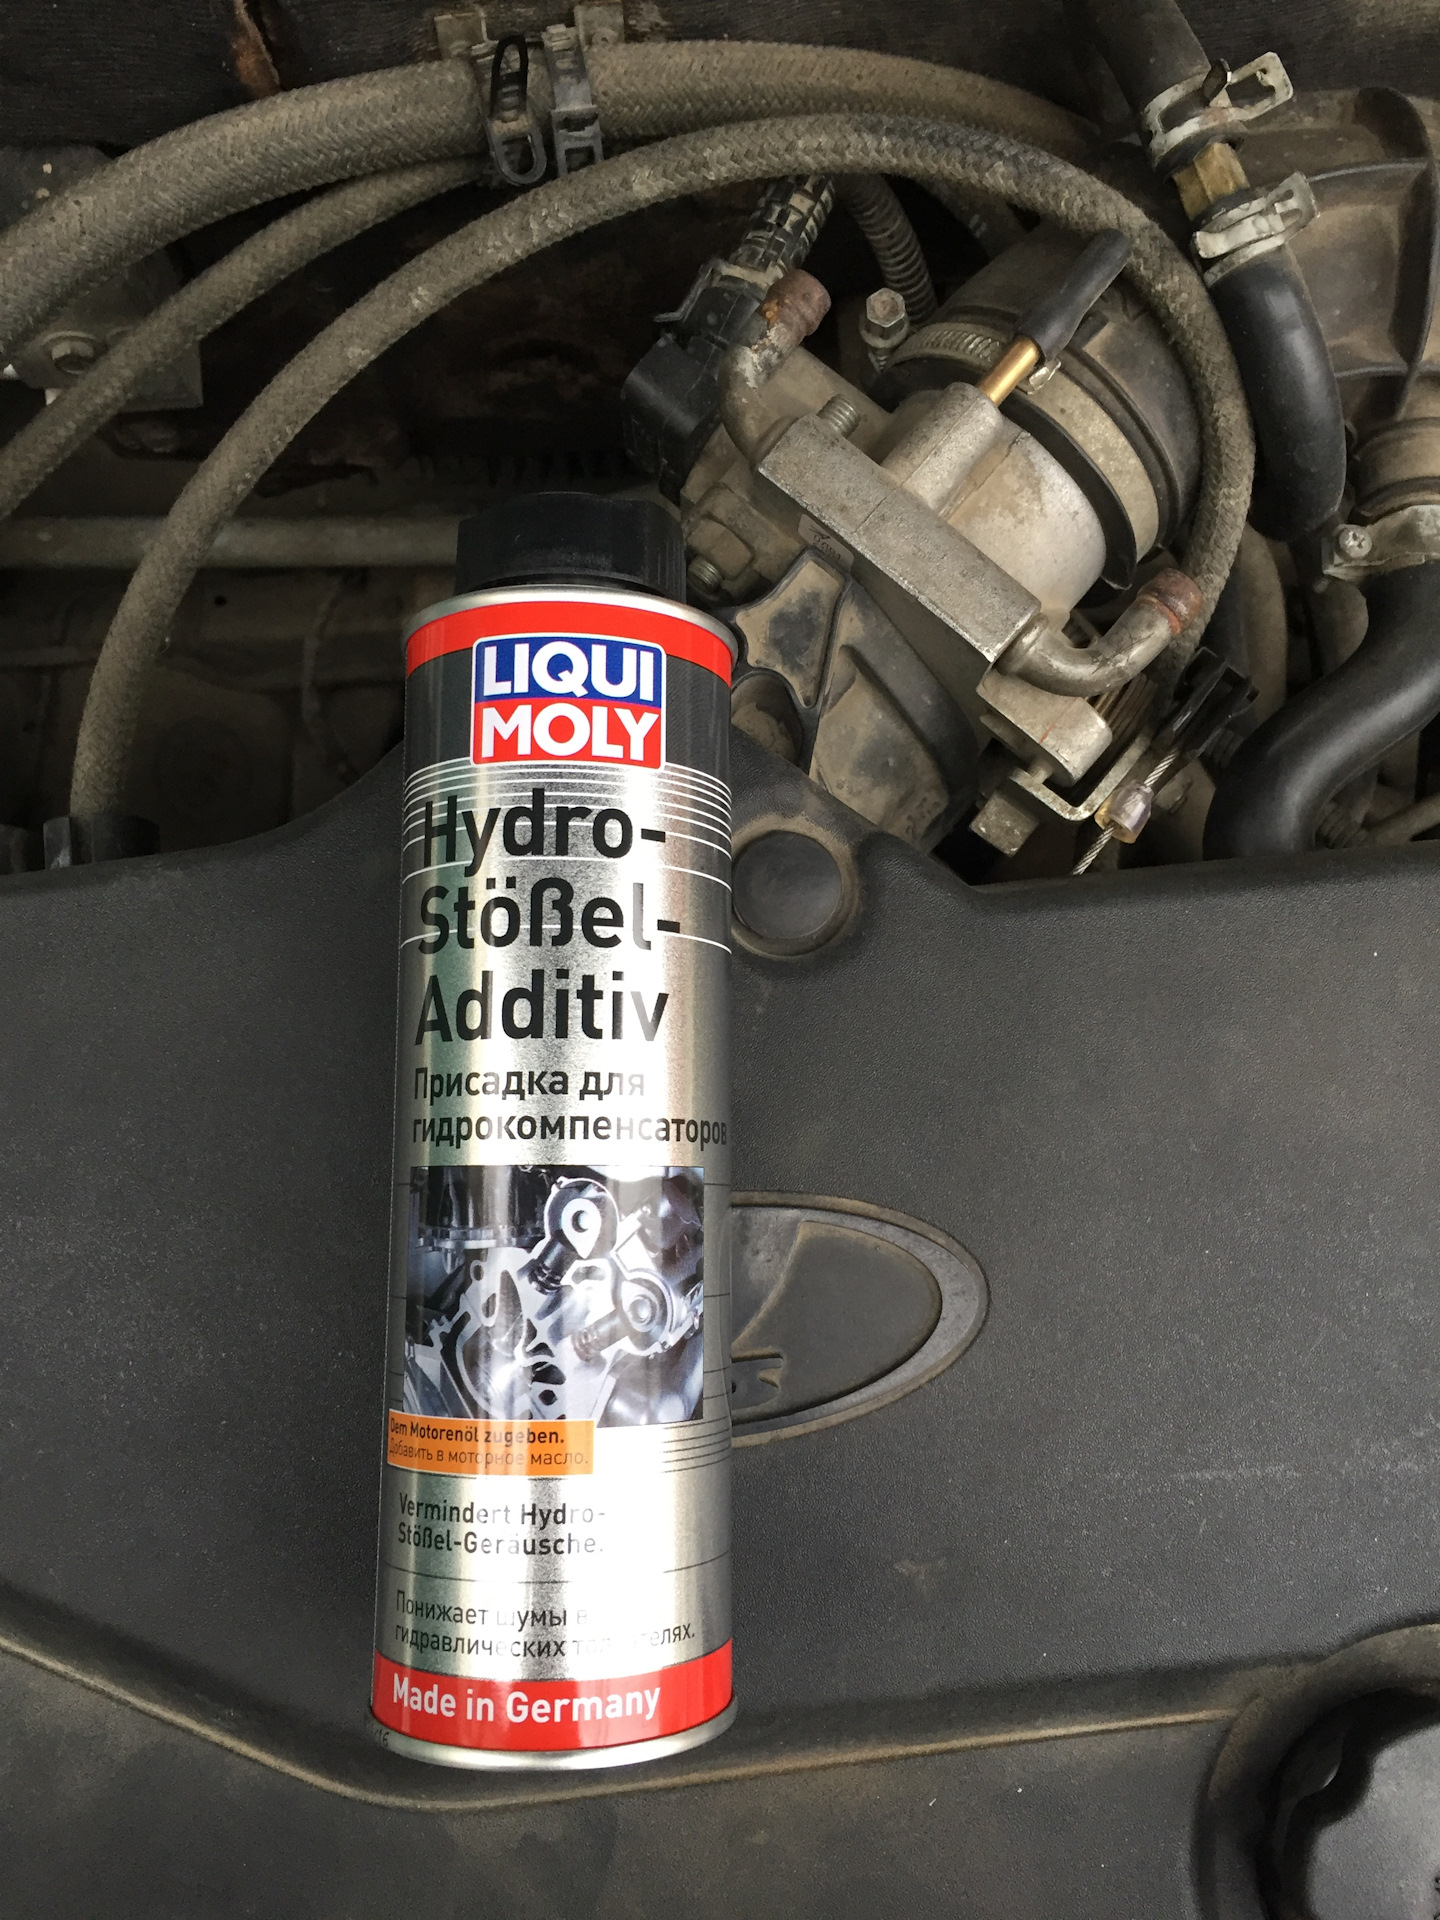 LIQUI
MOLY
Hydro-
Stößel-
Additiv
Присадка для
гидрокомпенсаторов
Dem Motorenöl zugeben.
Добавить в моторное масло.
Vermindert Hydro-
Stößel-Geräusche.
Понижает шумы в
гидравлических
Made in Germany